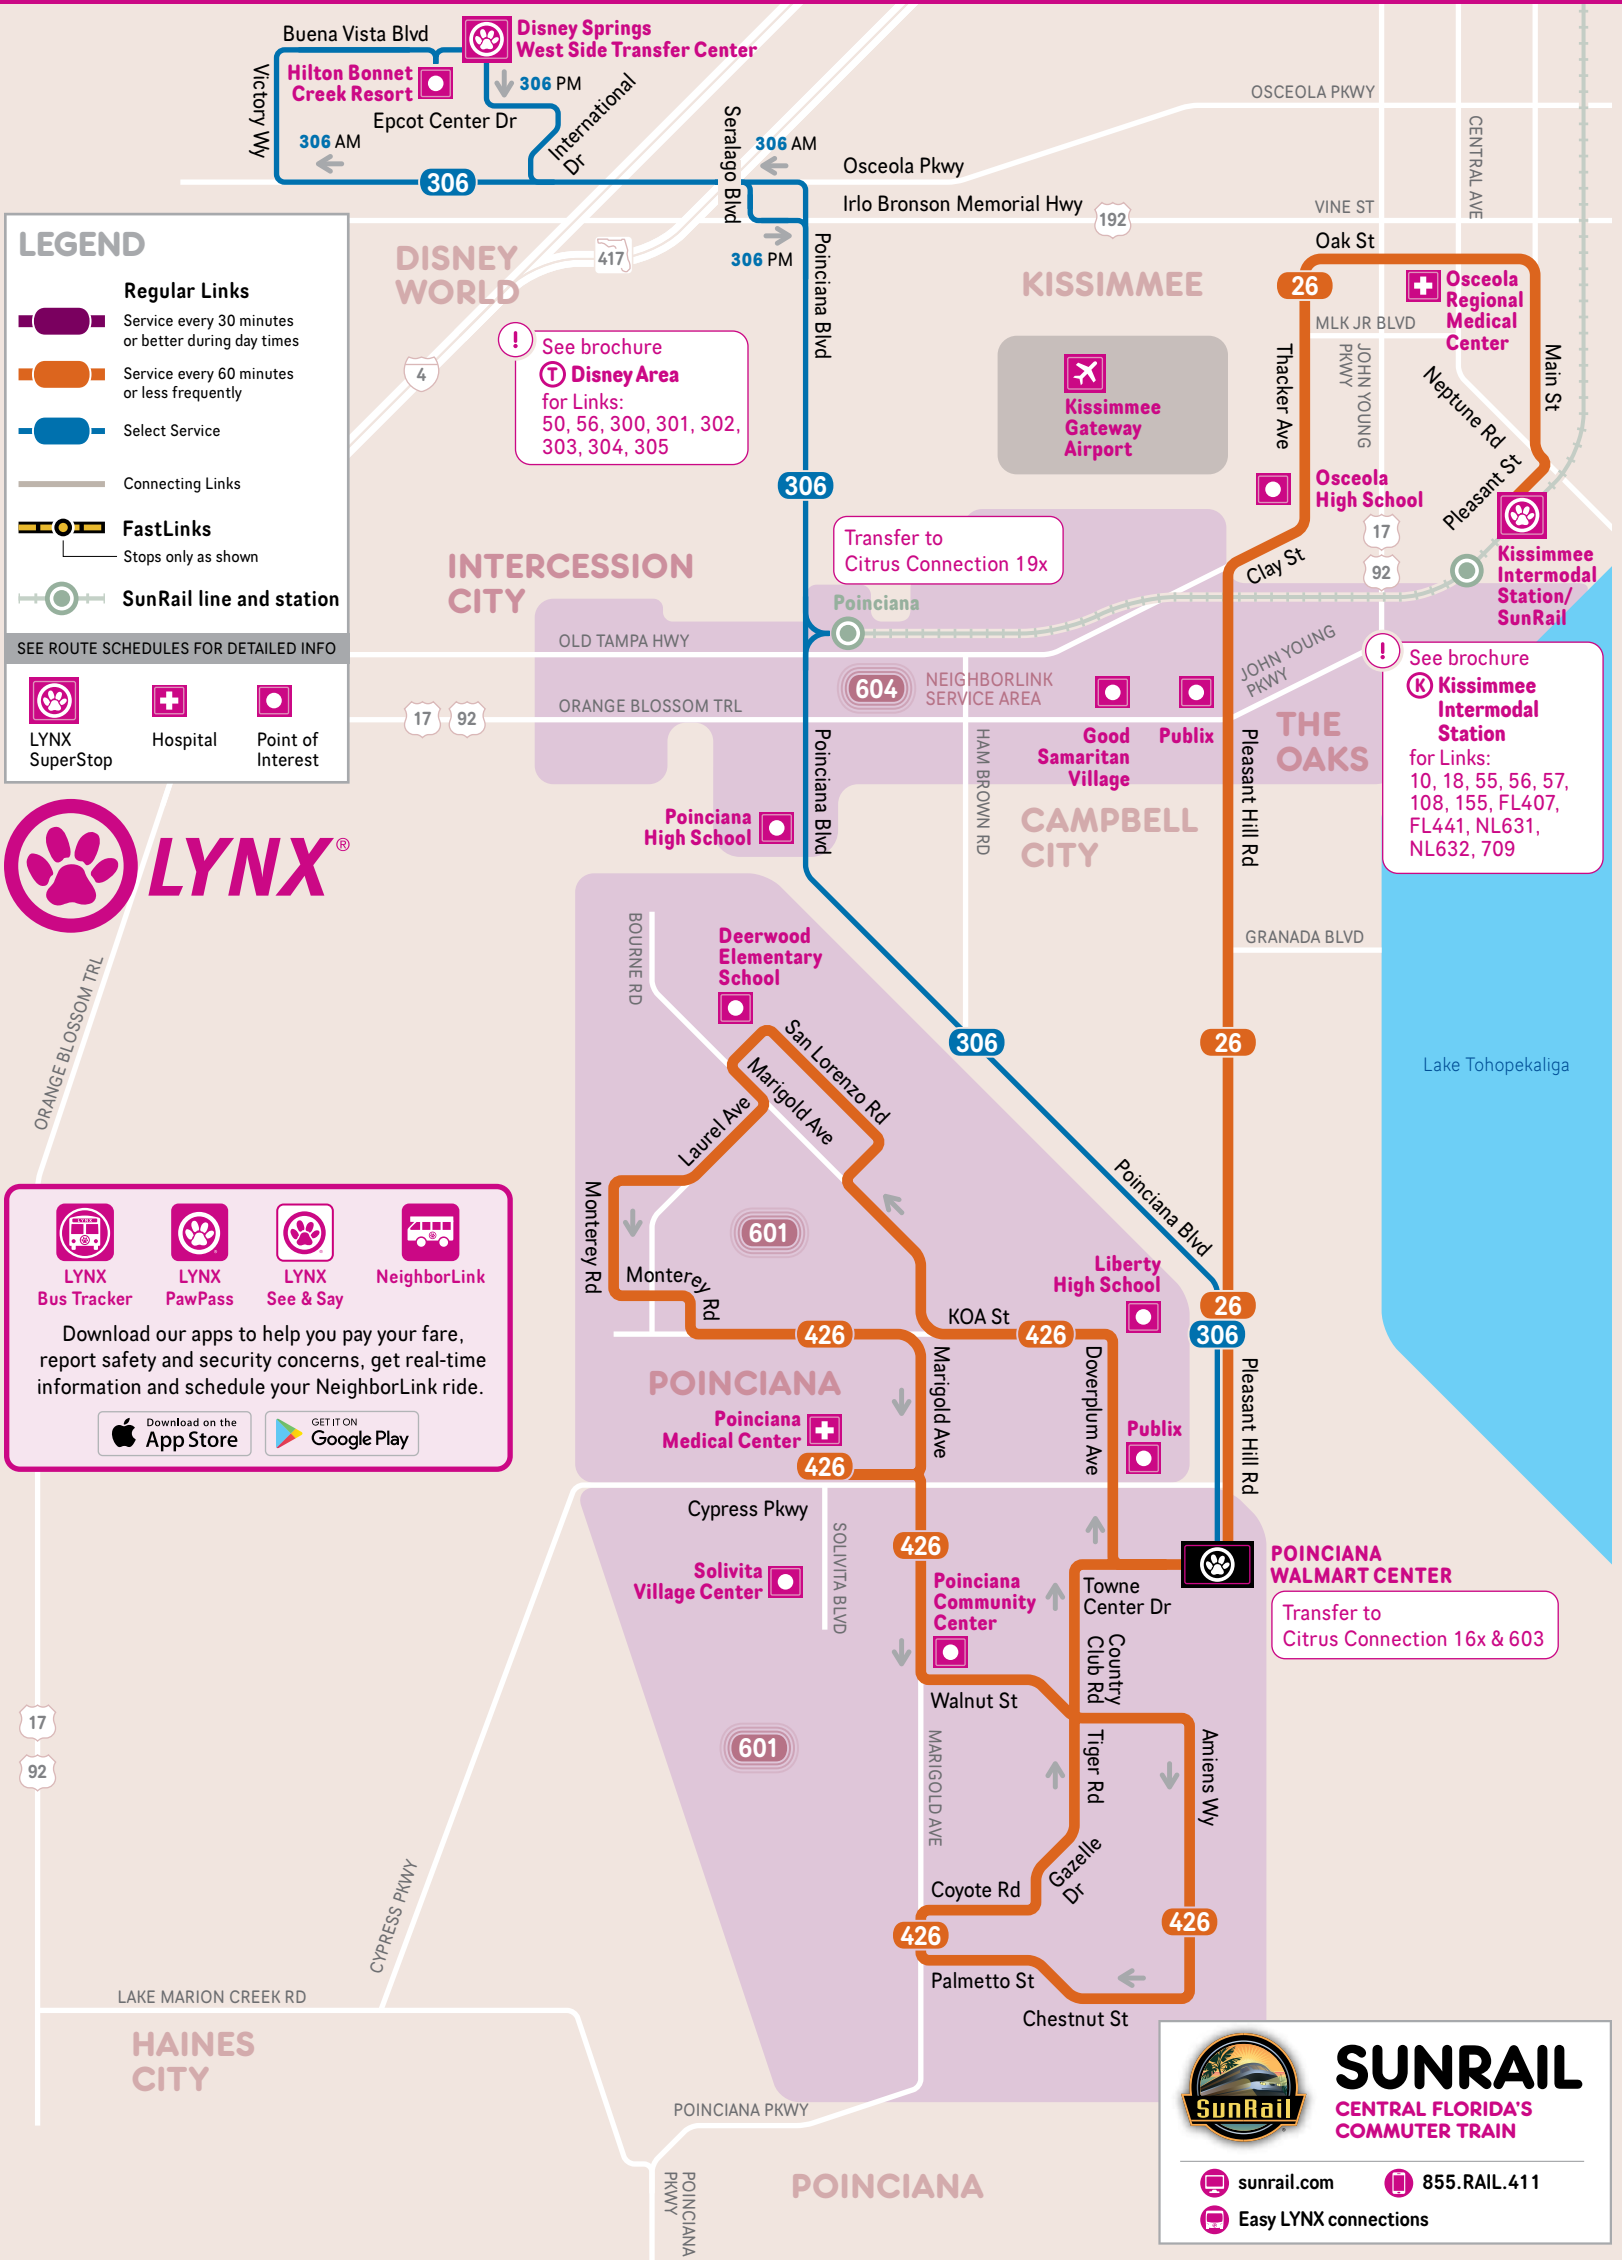 Buena Vista Blvd
Disney Springs
West Side Transfer Center
Hilton Bonnet
Creek Resort
306 PM
Victory Wy
Epcot Center Dr
International
Dr
306 AM
306
Seralago Blvd
306 AM
Osceola Pkwy
Irlo Bronson Memorial Hwy
192
306 PM
OSCEOLA PKWY
CENTRAL AVE
VINE ST
Oak St
LEGEND
Regular Links
Service every 30 minutes
or better during day times
Service every 60 minutes
or less frequently
Select Service
Connecting Links
FastLinks
Stops only as shown
SunRail line and station
SEE ROUTE SCHEDULES FOR DETAILED INFO
LYNX
SuperStop
Hospital
Point of
Interest
DISNEY
WORLD
417
4
! See brochure
T Disney Area
for Links:
50, 56, 300, 301, 302,
303, 304, 305
Poinciana Blvd
KISSIMMEE
26
Osceola
Regional
Medical
Center
MLK JR BLVD
JOHN YOUNG
PKWY
Thacker Ave
Neptune Rd
Main St
Pleasant St
Kissimmee
Gateway
Airport
Osceola
High School
306
Transfer to
Citrus Connection 19x
17
92
Clay St
Kissimmee
Intermodal
Station/
SunRail
INTERCESSION
CITY
Poinciana
OLD TAMPA HWY
604
NEIGHBORLINK
SERVICE AREA
JOHN YOUNG
PKWY
17
92
ORANGE BLOSSOM TRL
! See brochure
K Kissimmee
Intermodal
Station
for Links:
10, 18, 55, 56, 57,
108, 155, FL407,
FL441, NL631,
NL632, 709
Good
Samaritan
Village
Publix
THE
OAKS
Poinciana Blvd
HAM BROWN RD
Pleasant Hill Rd
Poinciana
High School
CAMPBELL
CITY
LYNX®
BOURNE RD
Deerwood
Elementary
School
GRANADA BLVD
ORANGE BLOSSOM TRL
San Lorenzo Rd
Marigold Ave
Laurel Ave
306
26
Lake Tohopekaliga
Monterey Rd
Monterey Rd
601
Poinciana Blvd
LYNX
LYNX
Bus Tracker
LYNX
PawPass
LYNX
See & Say
NeighborLink
Download our apps to help you pay your fare,
report safety and security concerns, get real-time
information and schedule your NeighborLink ride.
Download on the
App Store
GET IT ON
Google Play
Liberty
High School
KOA St
426
426
26
306
POINCIANA
Marigold Ave
Doverplum Ave
Pleasant Hill Rd
Poinciana
Medical Center
426
Publix
Cypress Pkwy
SOLIVITA BLVD
426
Solivita
Village Center
Poinciana
Community
Center
Towne
Center Dr
POINCIANA
WALMART CENTER
Transfer to
Citrus Connection 16x & 603
Country
Club Rd
Walnut St
17
92
601
MARIGOLD AVE
Tiger Rd
Amiens Wy
Gazelle
Dr
Coyote Rd
426
426
Palmetto St
Chestnut St
CYPRESS PKWY
LAKE MARION CREEK RD
HAINES
CITY
POINCIANA PKWY
POINCIANA
PKWY
POINCIANA
SunRail
SUNRAIL
CENTRAL FLORIDA'S
COMMUTER TRAIN
sunrail.com
855.RAIL.411
Easy LYNX connections